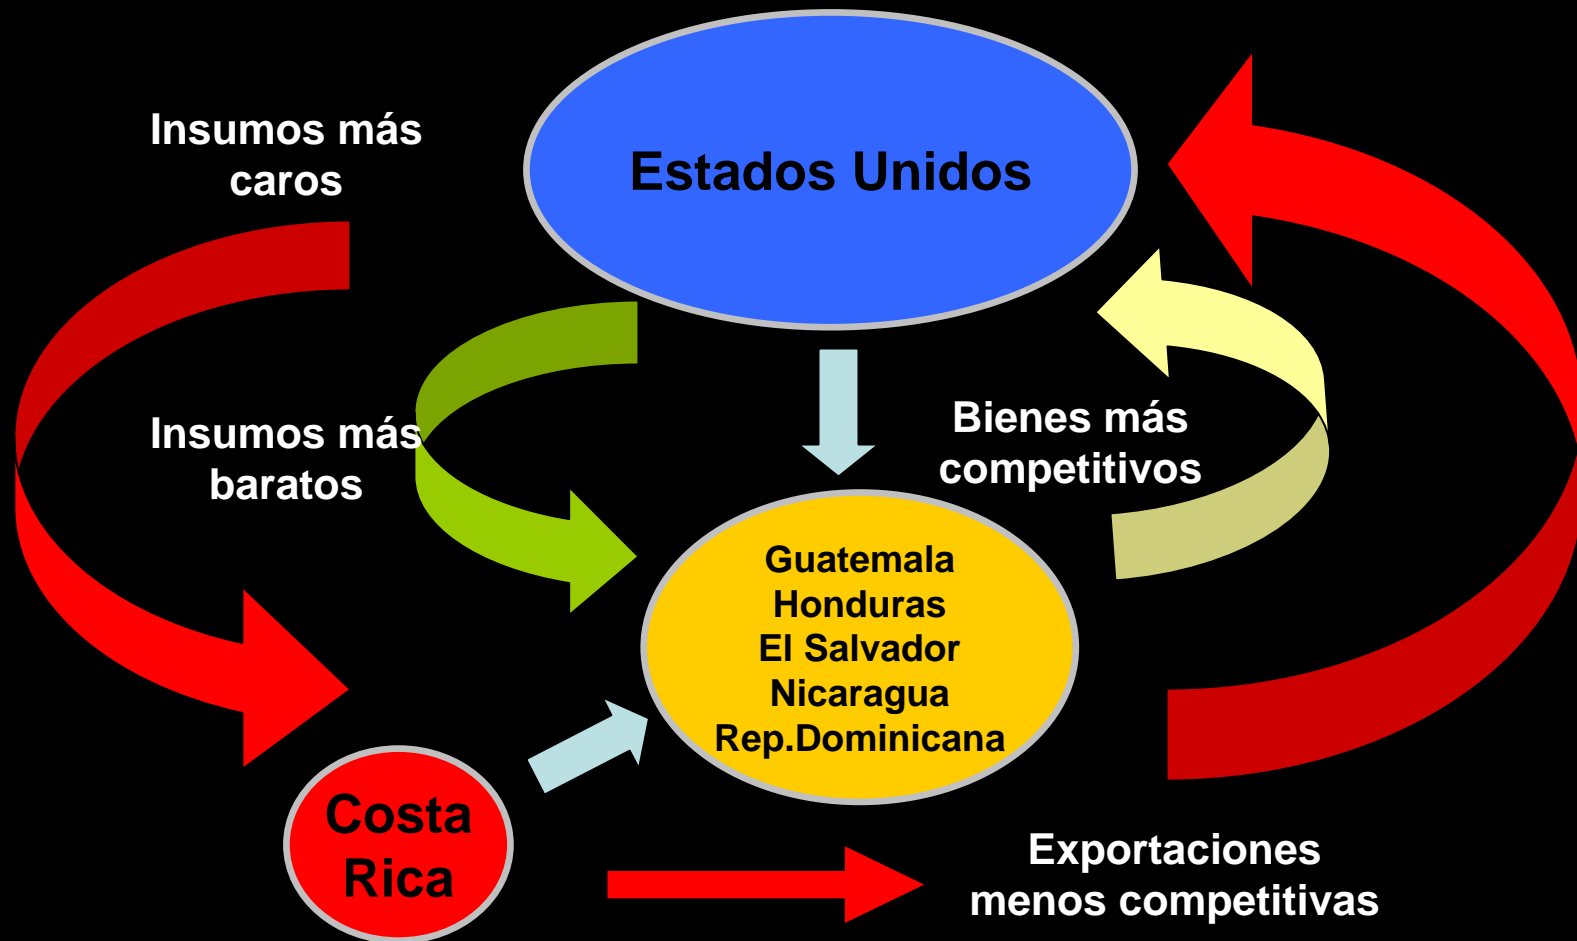 Insumos más
caros
Estados Unidos
Insumos más
baratos
Bienes más
competitivos
Guatemala
Honduras
El Salvador
Nicaragua
Rep.Dominicana
Costa
Rica
Exportaciones
menos competitivas